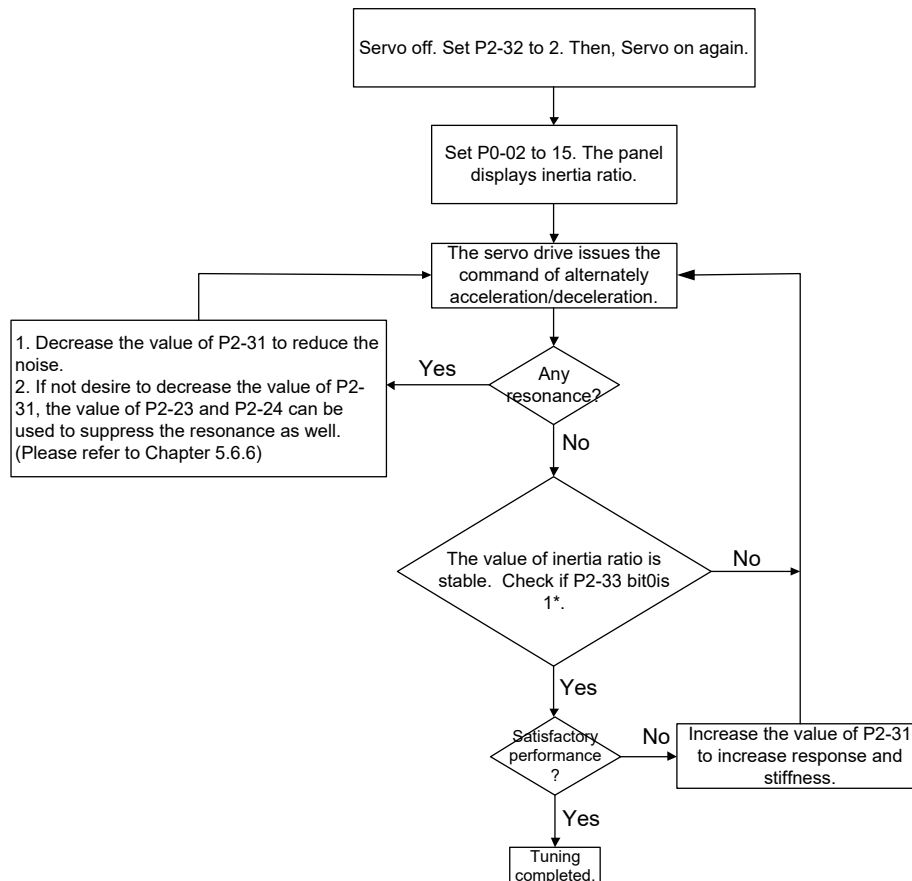 Servo off. Set P2-32 to 2. Then, Servo on again.
Set P0-02 to 15. The panel
displays inertia ratio.
The servo drive issues the
command of alternately
acceleration/deceleration.
1. Decrease the value of P2-31 to reduce the
noise.
2. If not desire to decrease the value of P2-
31, the value of P2-23 and P2-24 can be
used to suppress the resonance as well.
(Please refer to Chapter 5.6.6)
Yes
Any
resonance?
No
The value of inertia ratio is
stable.  Check if P2-33 bit0is
1*.
No
Yes
Satisfactory
performance
?
No
Increase the value of P2-31
to increase response and
stiffness.
Yes
Tuning
completed.